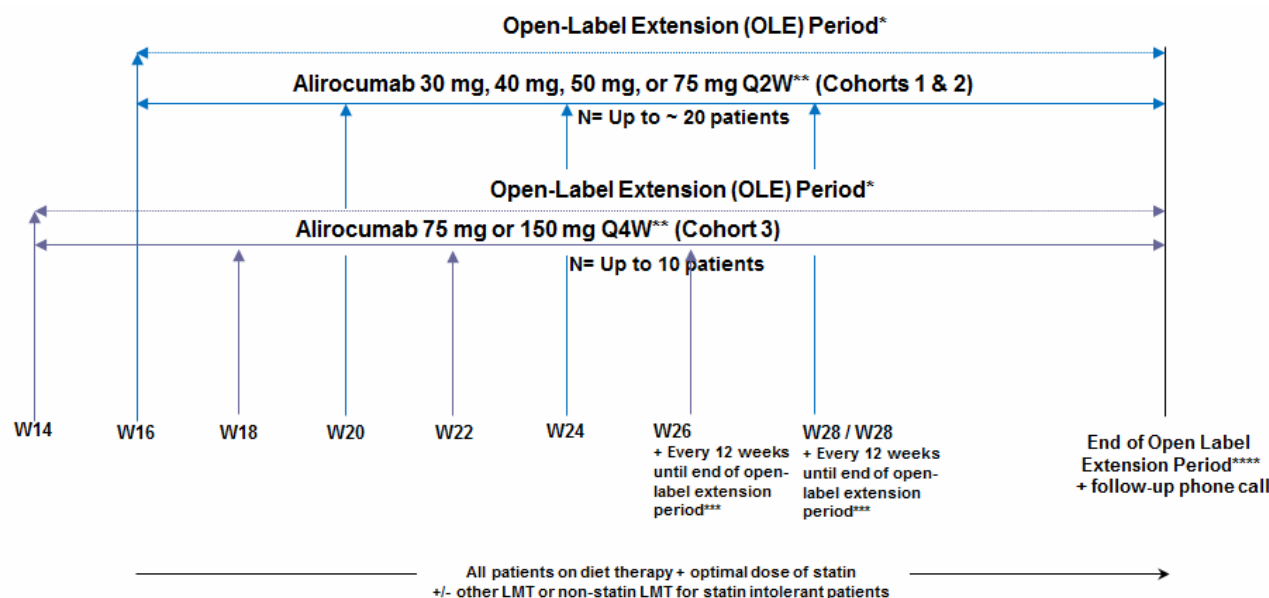 Open-Label Extension (OLE) Period*
Alirocumab 30 mg, 40 mg, 50 mg, or 75 mg Q2W** (Cohorts 1 & 2)
N= Up to ~ 20 patients
Open-Label Extension (OLE) Period*
Alirocumab 75 mg or 150 mg Q4W** (Cohort 3)
N= Up to 10 patients
W14
W16
W18
W20
W22
W24
W26
+ Every 12 weeks
until end of open-
label extension
period***
W28 / W28
+ Every 12 weeks
until end of open-
label extension
period***
End of Open Label
Extension Period****
+ follow-up phone call
All patients on diet therapy + optimal dose of statin
+/- other LMT or non-statin LMT for statin intolerant patients